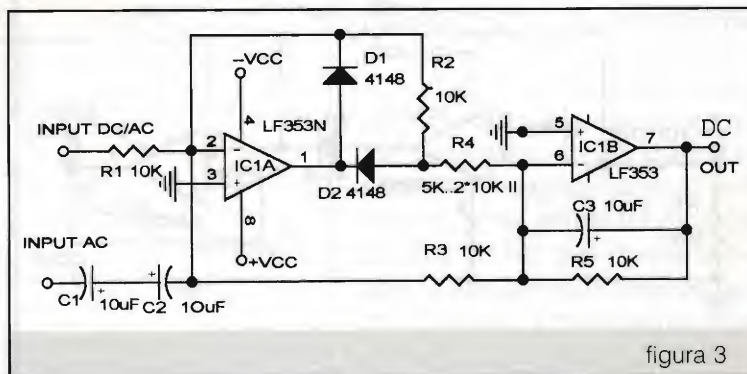 -VCC
D1
4148
R2
10K
INPUT DC/AC
4
LF353N
2
-
IC1A
1
3
+
R1 10K
D2 4148
R4
5K..2*10K II
5
+
IC1B
7
DC
OUT
6
-
LF353
8
+VCC
INPUT AC
C3 10uF
+
C1
+
10uF
+
C2
10uF
R3 10K
R5 10K
figura 3